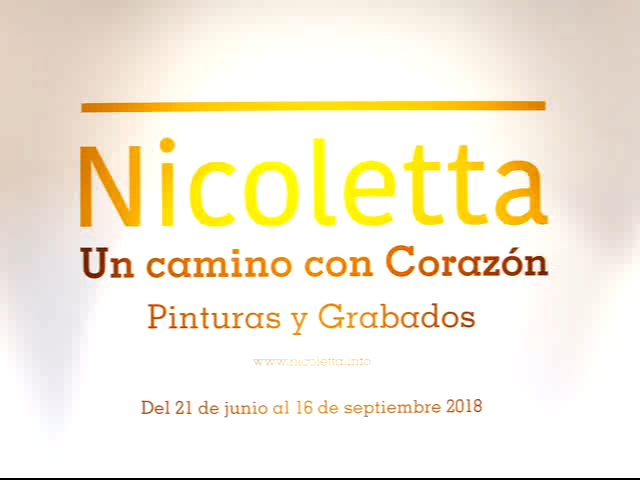 Nicoletta
Un camino con Corazón
Pinturas y Grabados
www.nicoletta.info
Del 21 de junio al 16 de septiembre 2018